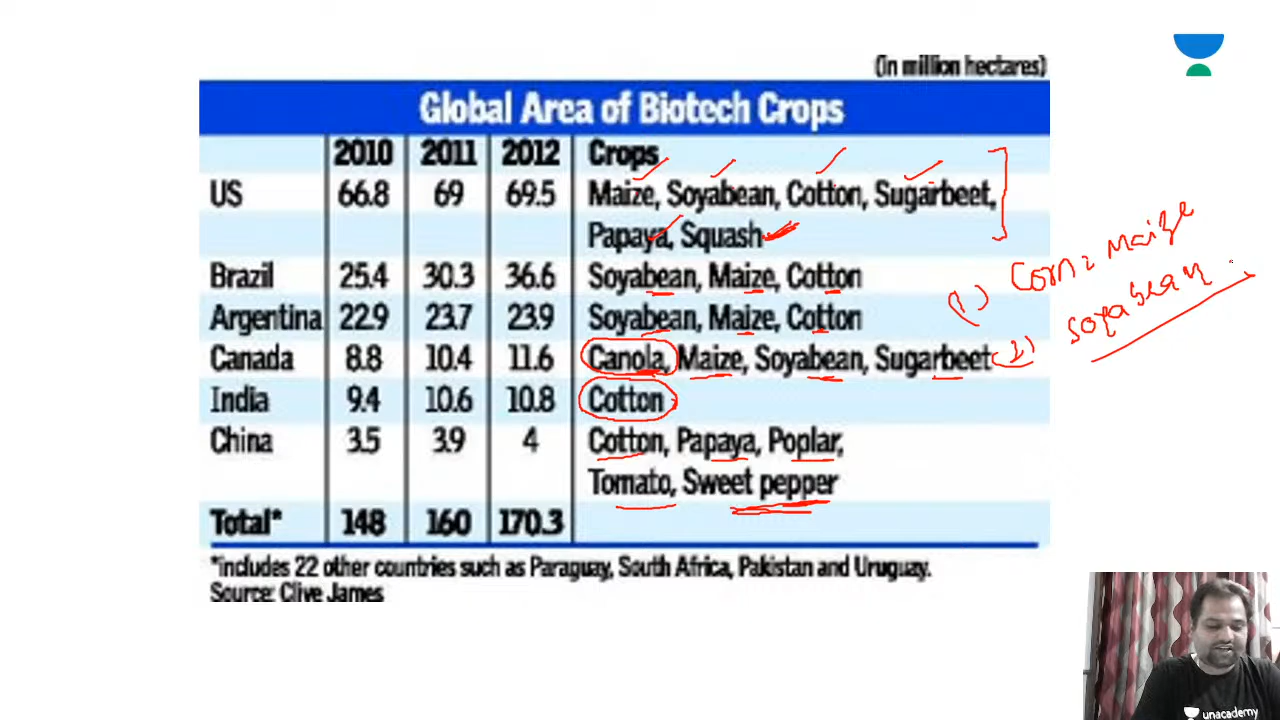 (in million hectares)
Global Area of Biotech Crops
2010 2011 2012 Crops
US 66.8 69 69.5 Maize, Soyabean, Cotton, Sugarbeet,
Papaya, Squash
Brazil 25.4 30.3 36.6 Soyabean, Maize, Cotton
Argentina 22.9 23.7 23.9 Soyabean, Maize, Cotton
Canada 8.8 10.4 11.6 Canola, Maize, Soyabean, Sugarbeet
India 9.4 10.6 10.8 Cotton
China 3.5 3.9 4 Cotton, Papaya, Poplar,
Tomato, Sweet pepper
Total* 148 160 170.3
*includes 22 other countries such as Paraguay, South Africa, Pakistan and Uruguay.
Source: Clive James
(1) Corn = Maize
(2) Soyabean
unacademy